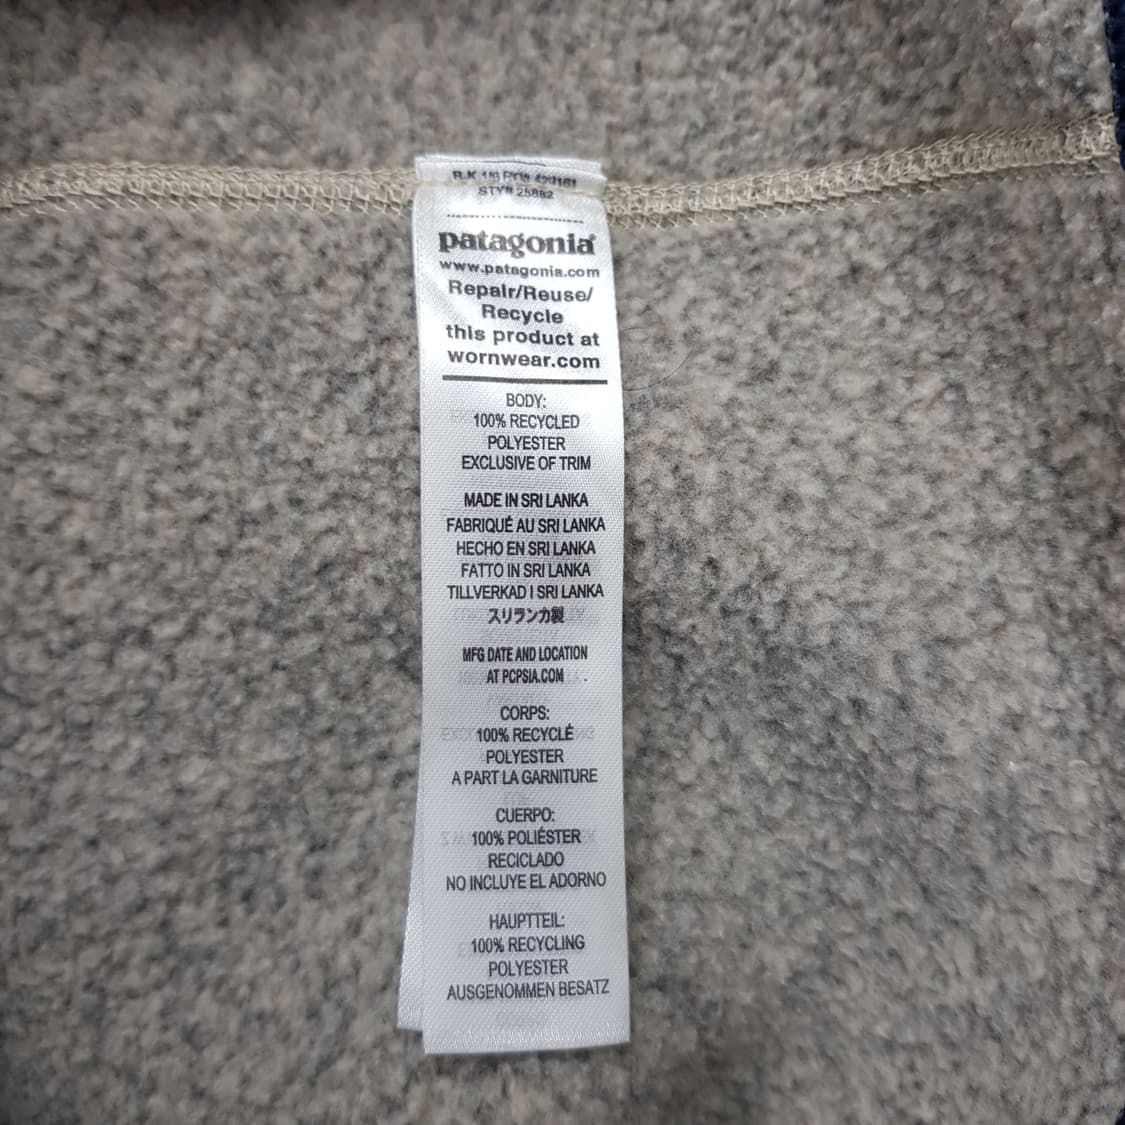 STY# 25882
patagonia®
www.patagonia.com
Repair/Reuse/
Recycle
this product at
wornwear.com
BODY:
100% RECYCLED
POLYESTER
EXCLUSIVE OF TRIM
MADE IN SRI LANKA
FABRIQUÉ AU SRI LANKA
HECHO EN SRI LANKA
FATTO IN SRI LANKA
TILLVERKAD I SRI LANKA
スリランカ製
MFG DATE AND LOCATION
AT PCPSIA.COM
CORPS:
100% RECYCLÉ
POLYESTER
A PART LA GARNITURE
CUERPO:
100% POLIÉSTER
RECICLADO
NO INCLUYE EL ADORNO
HAUPTTEIL:
100% RECYCLING
POLYESTER
AUSGENOMMEN BESATZ